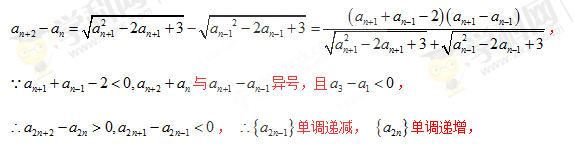 $a_{n+2}-a_n=\sqrt{a_{n+1}^2-2a_{n+1}+3}-\sqrt{a_{n-1}^2-2a_{n-1}+3}=\frac{(a_{n+1}+a_{n-1}-2)(a_{n+1}-a_{n-1})}{\sqrt{a_{n+1}^2-2a_{n+1}+3}+\sqrt{a_{n-1}^2-2a_{n-1}+3}}$,
∵$a_{n+1}+a_{n-1}-2<0,a_{n+2}+a_n$与$a_{n+1}-a_{n-1}$异号,且$a_3-a_1<0$,
∴$a_{2n+2}-a_{2n}>0,a_{2n+1}-a_{2n-1}<0$, ∴$\{a_{2n-1}\}$单调递减, $\{a_{2n}\}$单调递增,